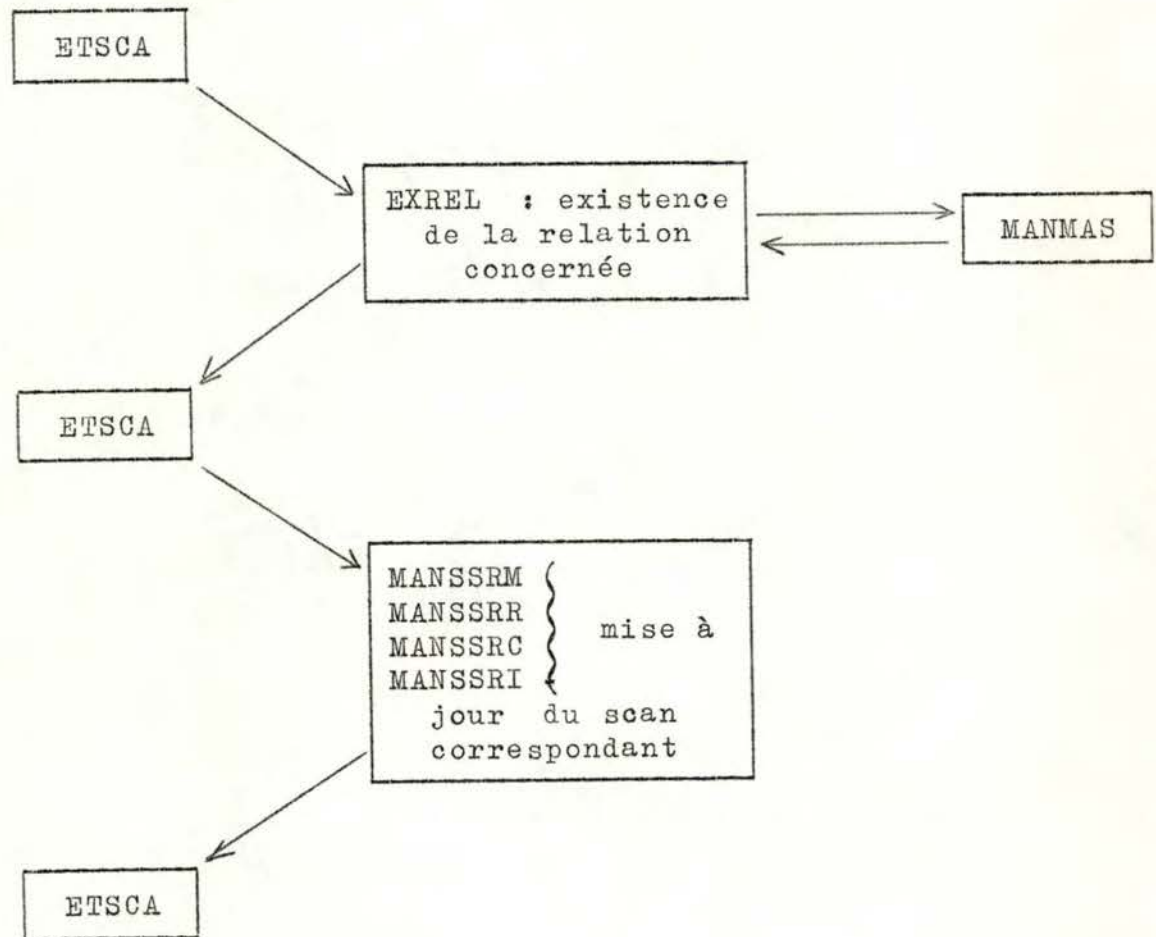 ETSCA
EXREL : existence
de la relation
concernée
MANMAS
ETSCA
MANSSRM
MANSSRR
mise à
MANSSRC
MANSSRI
jour du scan
correspondant
ETSCA